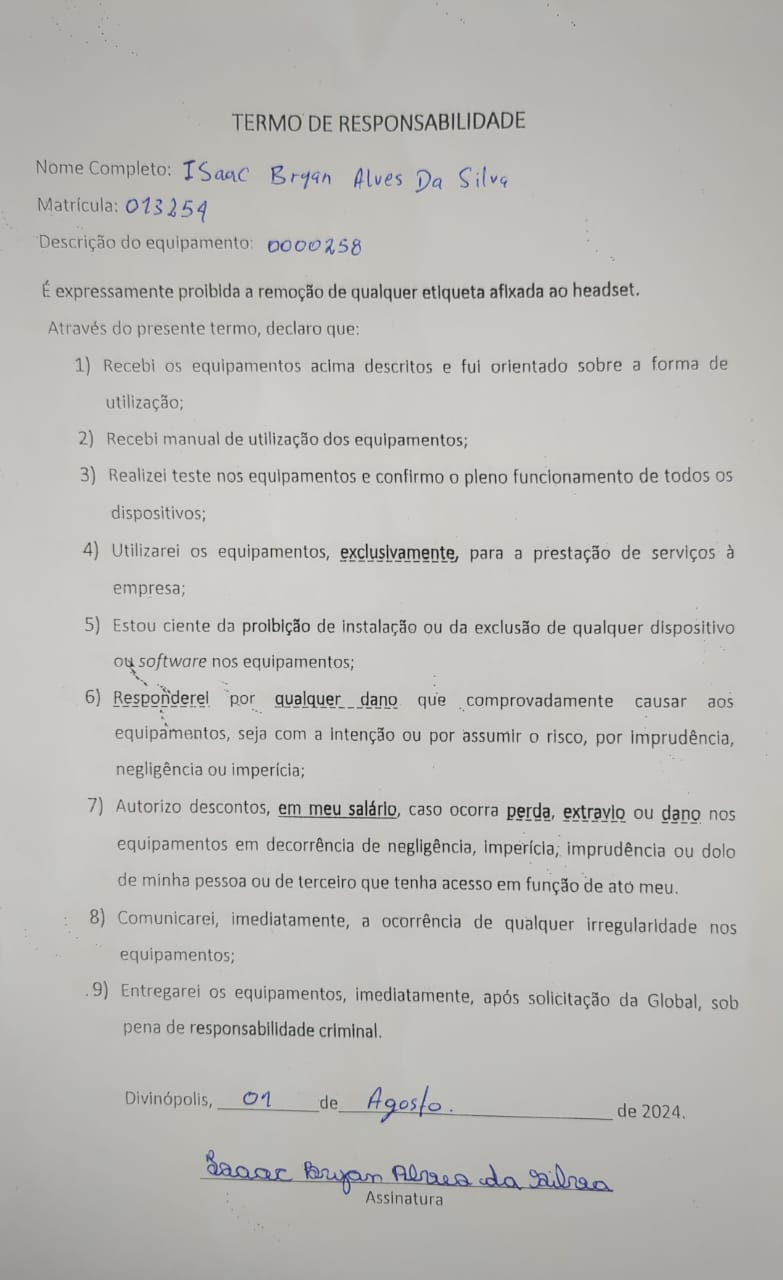 TERMO DE RESPONSABILIDADE
Nome Completo: ISaac Bryan Alves Da Silva
Matrícula: 013254
Descrição do equipamento: 0000258
É expressamente proibida a remoção de qualquer etiqueta afixada ao headset.
Através do presente termo, declaro que:
1) Recebi os equipamentos acima descritos e fui orientado sobre a forma de
utilização;
2) Recebi manual de utilização dos equipamentos;
3) Realizei teste nos equipamentos e confirmo o pleno funcionamento de todos os
dispositivos;
4) Utilizarei os equipamentos, exclusivamente, para a prestação de serviços à
empresa;
5) Estou ciente da proibição de instalação ou da exclusão de qualquer dispositivo
ou software nos equipamentos;
6) Responderei por qualquer dano que comprovadamente causar aos
equipamentos, seja com a intenção ou por assumir o risco, por imprudência,
negligência ou imperícia;
7) Autorizo descontos, em meu salário, caso ocorra perda, extravio ou dano nos
equipamentos em decorrência de negligência, imperícia, imprudência ou dolo
de minha pessoa ou de terceiro que tenha acesso em função de ato meu.
8) Comunicarei, imediatamente, a ocorrência de qualquer irregularidade nos
equipamentos;
9) Entregarei os equipamentos, imediatamente, após solicitação da Global, sob
pena de responsabilidade criminal.
Divinópolis, 01 de Agosto. de 2024.
Isaac Bryan Alves da Silva
Assinatura